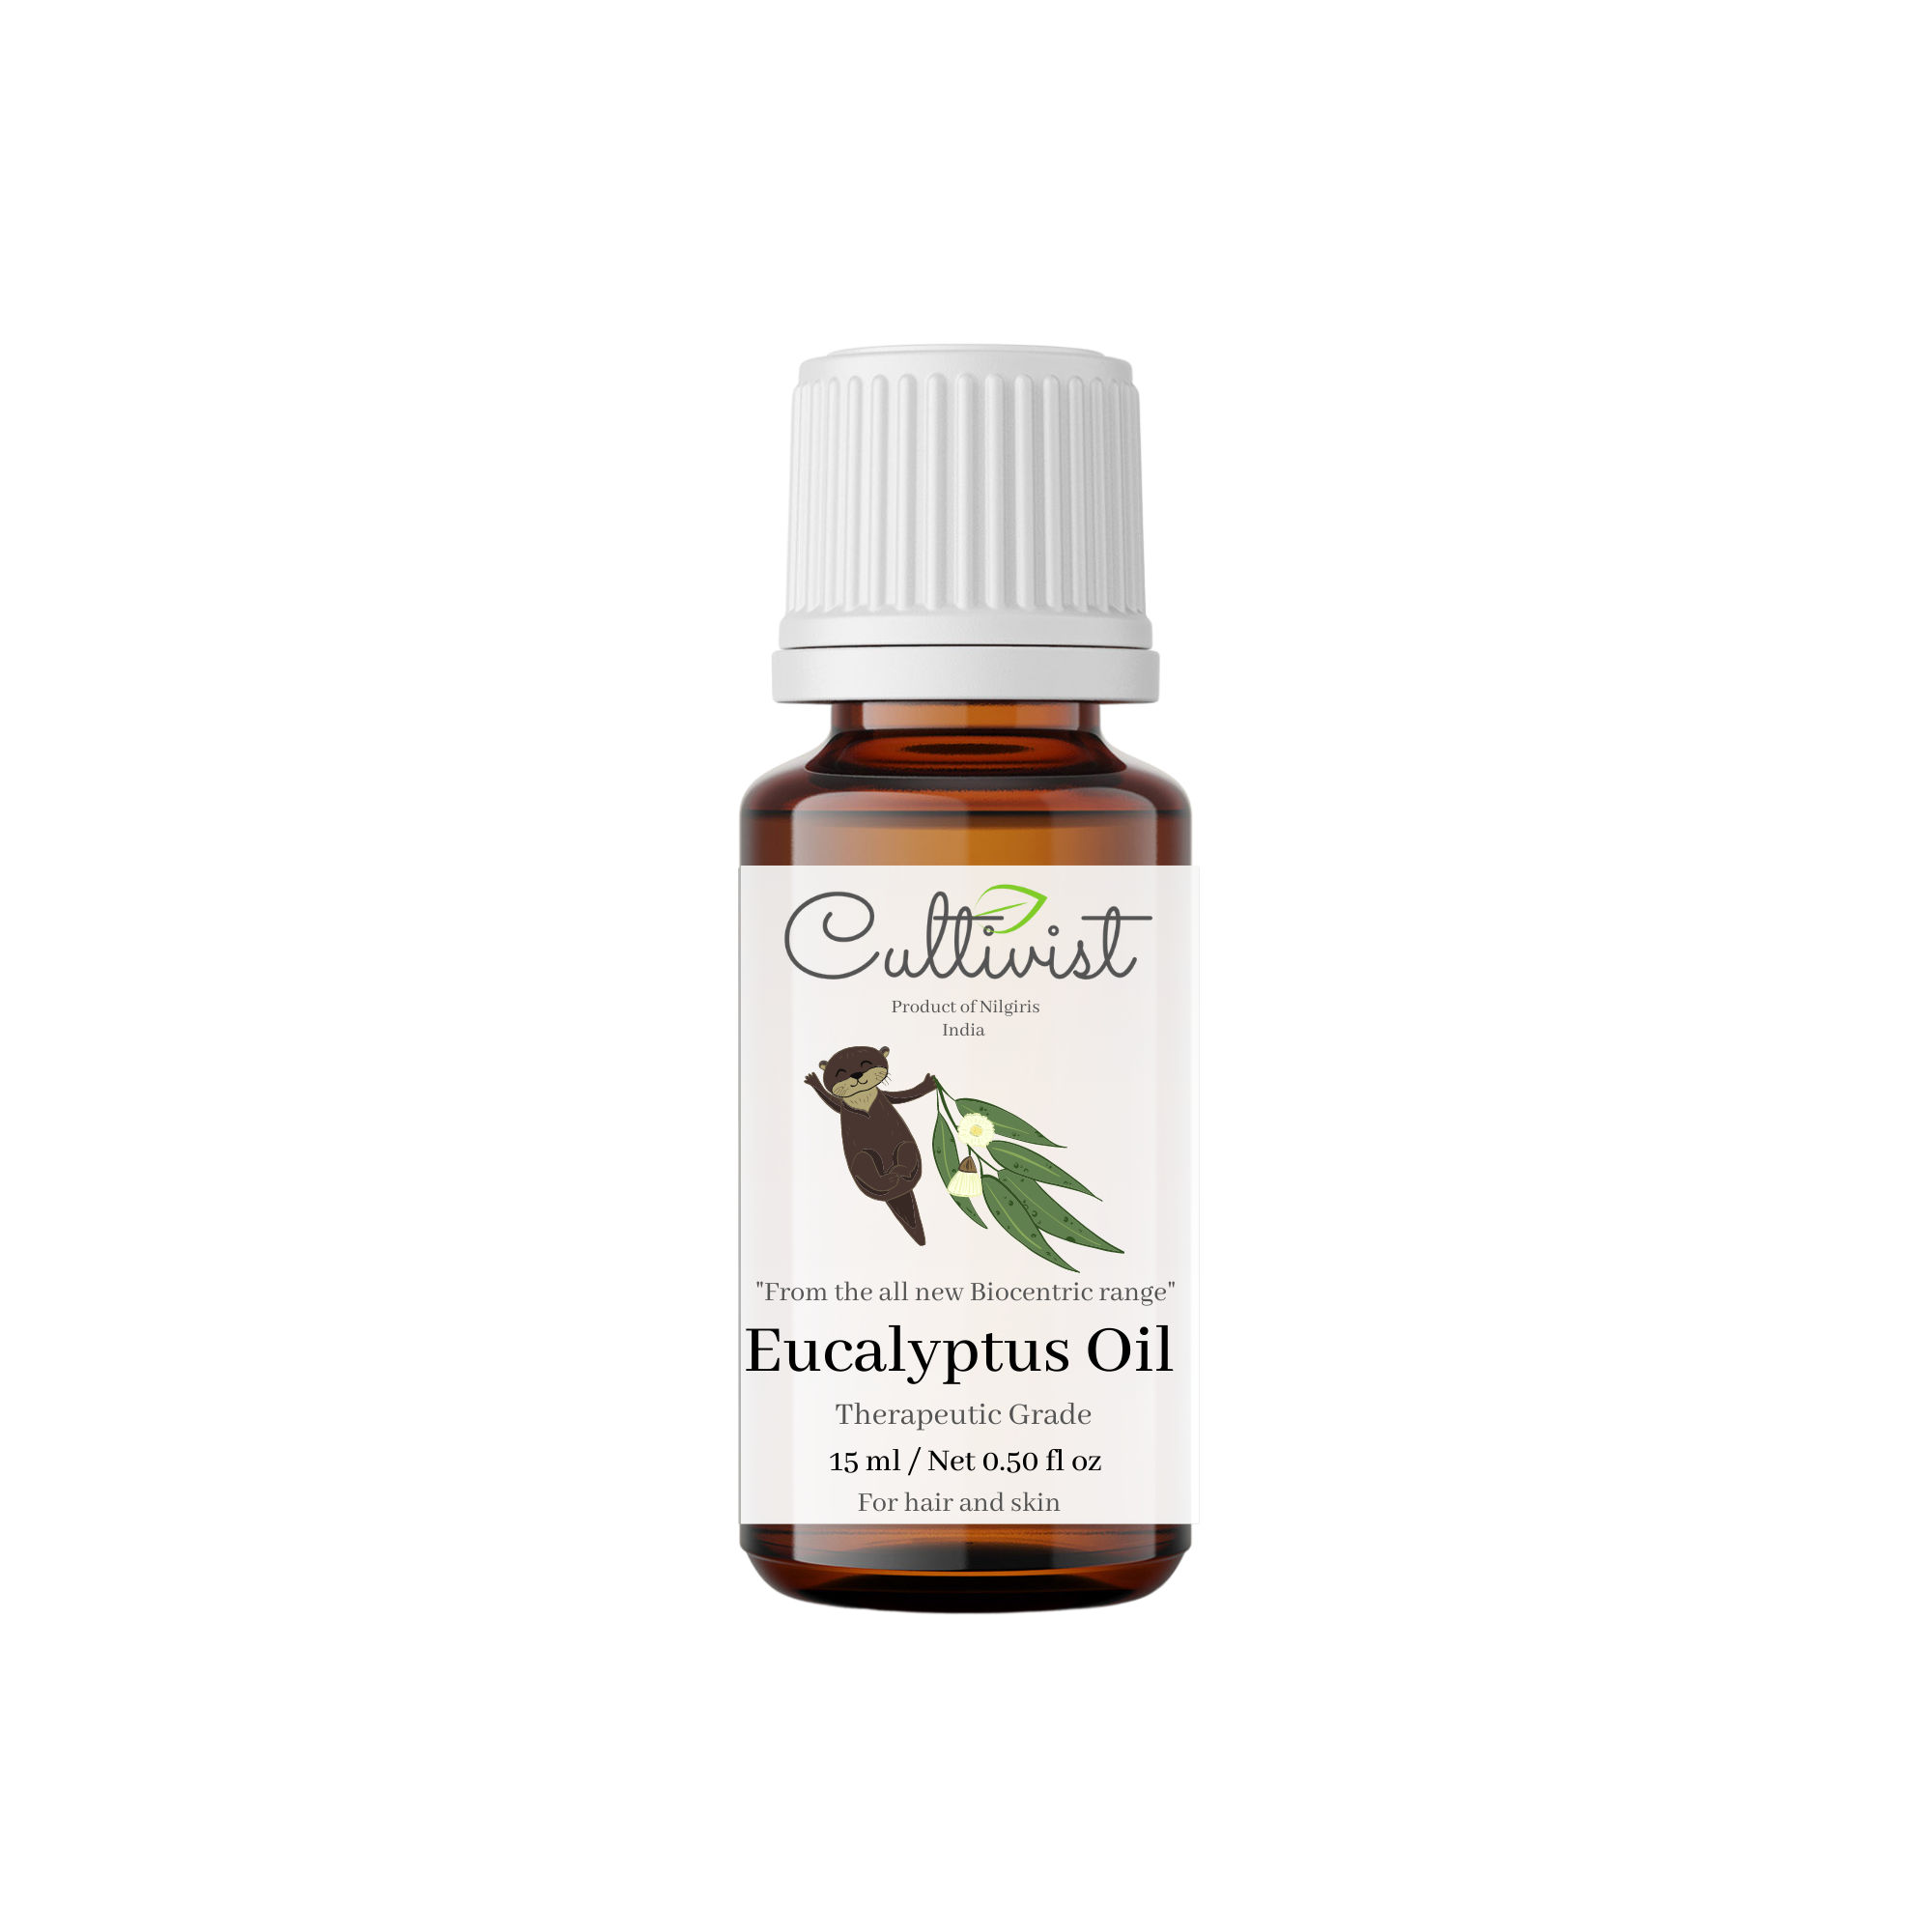 Cultivist
Product of Nilgiris
India
"From the all new Biocentric range"
Eucalyptus Oil
Therapeutic Grade
15 ml / Net 0.50 fl oz
For hair and skin